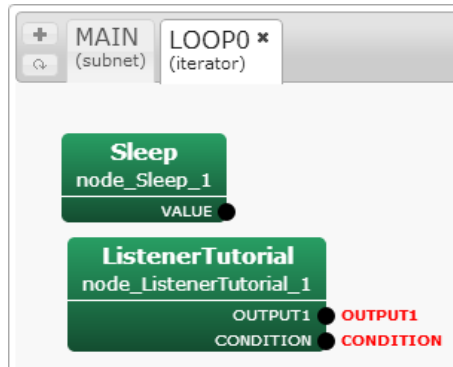 MAIN
(subnet)
LOOP0 ×
(iterator)
Sleep
node_Sleep_1
VALUE
ListenerTutorial
node_ListenerTutorial_1
OUTPUT1 OUTPUT1
CONDITION CONDITION